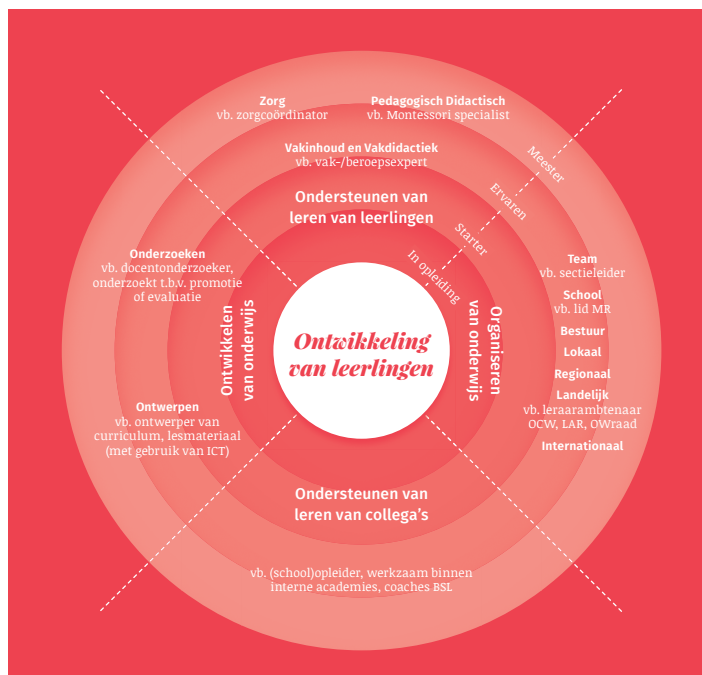 Zorg
vb. zorgcoördinator
Pedagogisch Didactisch
vb. Montessori specialist
Vakinhoud en Vakdidactiek
vb. vak-/beroepsexpert
Ondersteunen van
leren van leerlingen
Meester
Ervaren
Starter
In opleiding
Onderzoeken
vb. docentonderzoeker,
onderzoekt t.b.v. promotie
of evaluatie
Ontwerpen
vb. ontwerper van
curriculum, lesmateriaal
(met gebruik van ICT)
Ontwikkelen
van onderwijs
Ontwikkeling
van leerlingen
Organiseren
van onderwijs
Team
vb. sectieleider
School
vb. lid MR
Bestuur
Lokaal
Regionaal
Landelijk
vb. leraarambtenaar
OCW, LAR, OWraad
Internationaal
Ondersteunen van
leren van collega's
vb. (school)opleider, werkzaam binnen
interne academies, coaches BSL